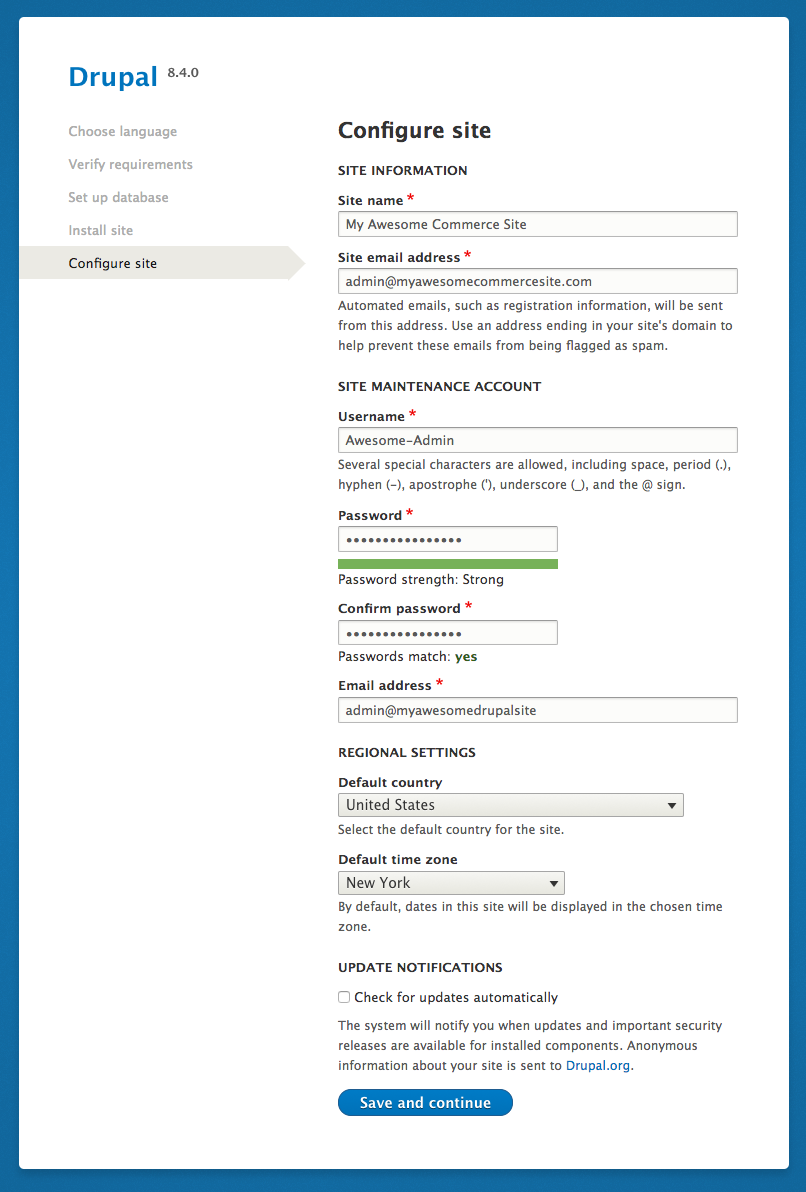 Drupal 8.4.0
Choose language
Verify requirements
Set up database
Install site
Configure site
Configure site
SITE INFORMATION
Site name *
My Awesome Commerce Site
Site email address *
admin@myawesomecommercesite.com
Automated emails, such as registration information, will be sent
from this address. Use an address ending in your site's domain to
help prevent these emails from being flagged as spam.
SITE MAINTENANCE ACCOUNT
Username *
Awesome-Admin
Several special characters are allowed, including space, period (.),
hyphen (-), apostrophe ('), underscore (_), and the @ sign.
Password *
••••••••••••••••
Password strength: Strong
Confirm password *
••••••••••••••••
Passwords match: yes
Email address *
admin@myawesomedrupalsite
REGIONAL SETTINGS
Default country
United States
Select the default country for the site.
Default time zone
New York
By default, dates in this site will be displayed in the chosen time
zone.
UPDATE NOTIFICATIONS
Check for updates automatically
The system will notify you when updates and important security
releases are available for installed components. Anonymous
information about your site is sent to Drupal.org.
Save and continue